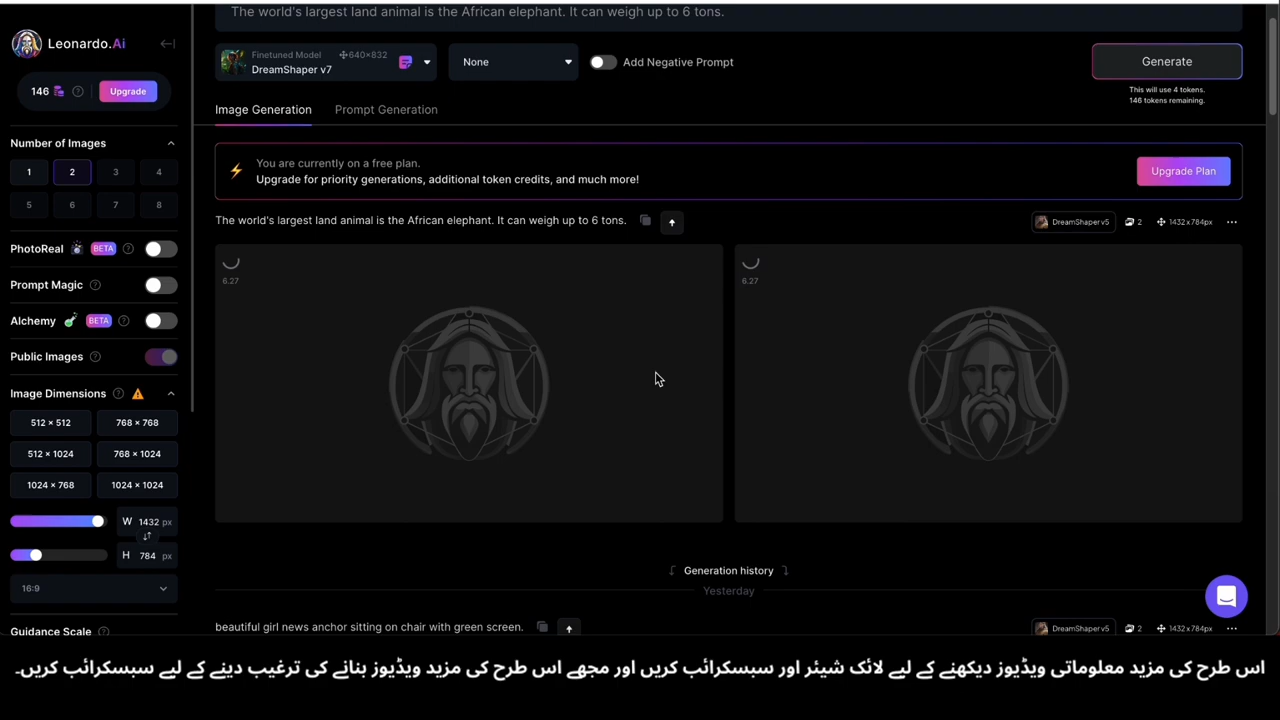 The world's largest land animal is the African elephant. It can weigh up to 6 tons.
Leonardo.Ai
146
Upgrade
Finetuned Model
640×832
DreamShaper v7
None
Add Negative Prompt
Generate
This will use 4 tokens.
146 tokens remaining.
Image Generation
Prompt Generation
Number of Images
1 2 3 4
5 6 7 8
PhotoReal BETA
Prompt Magic
Alchemy BETA
Public Images
Image Dimensions
512 × 512 768 × 768
512 × 1024 768 × 1024
1024 × 768 1024 × 1024
W 1432 px
H 784 px
16:9
Guidance Scale
You are currently on a free plan.
Upgrade for priority generations, additional token credits, and much more!
Upgrade Plan
The world's largest land animal is the African elephant. It can weigh up to 6 tons.
DreamShaper v5 2 1432x784px
6.27
6.27
Generation history
Yesterday
beautiful girl news anchor sitting on chair with green screen.
DreamShaper v5 2 1432x784px
اس طرح کی مزید معلوماتی ویڈیوز دیکھنے کے لیے لائک شیئر اور سبسکرائب کریں اور مجھے اس طرح کی مزید ویڈیوز بنانے کی ترغیب دینے کے لیے سبسکرائب کریں۔